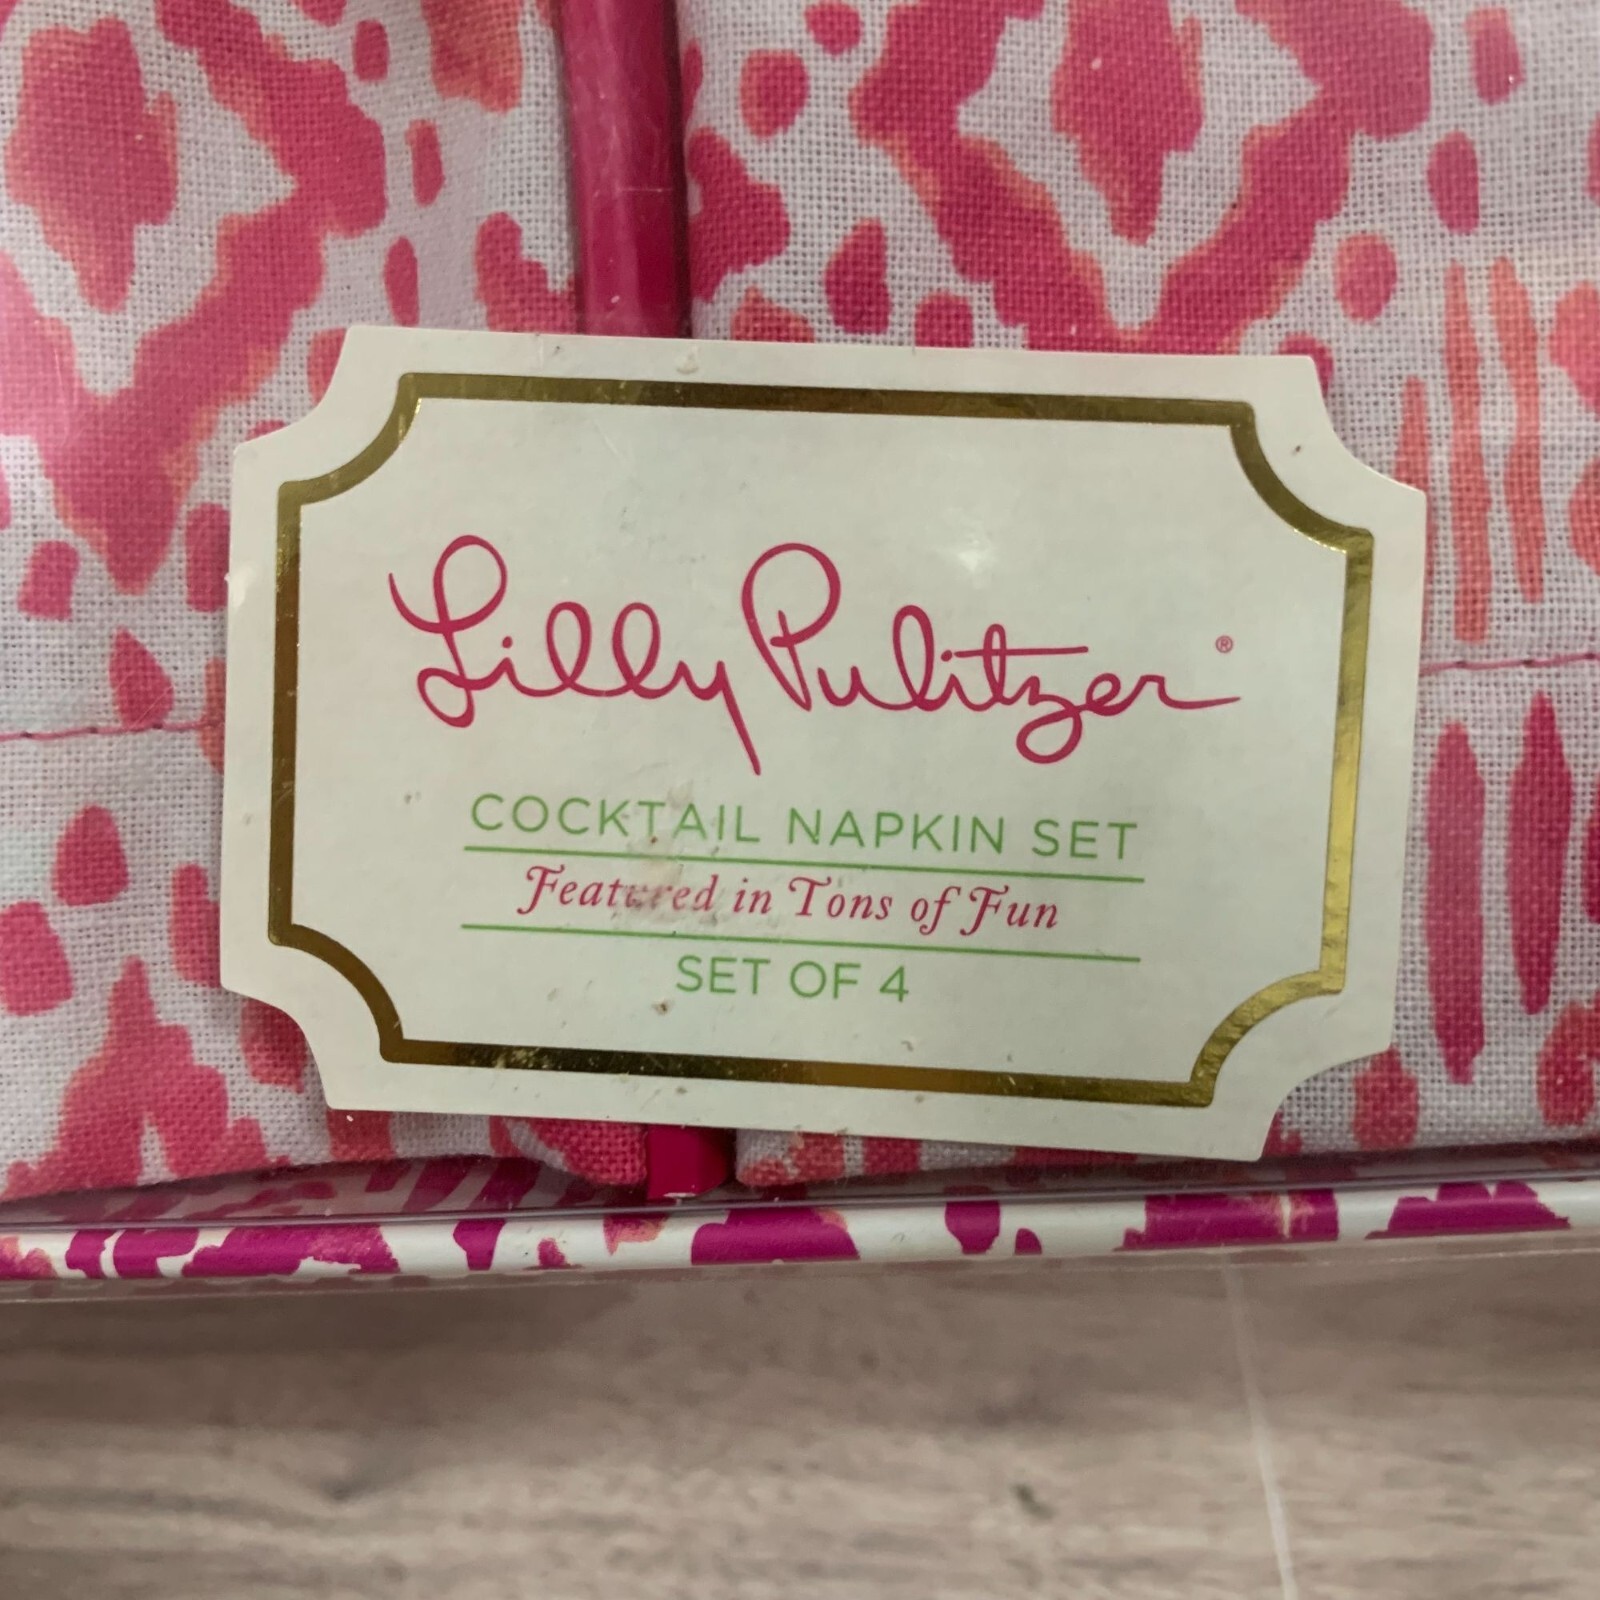 Lilly Pulitzer®
COCKTAIL NAPKIN SET
Featured in Tons of Fun
SET OF 4